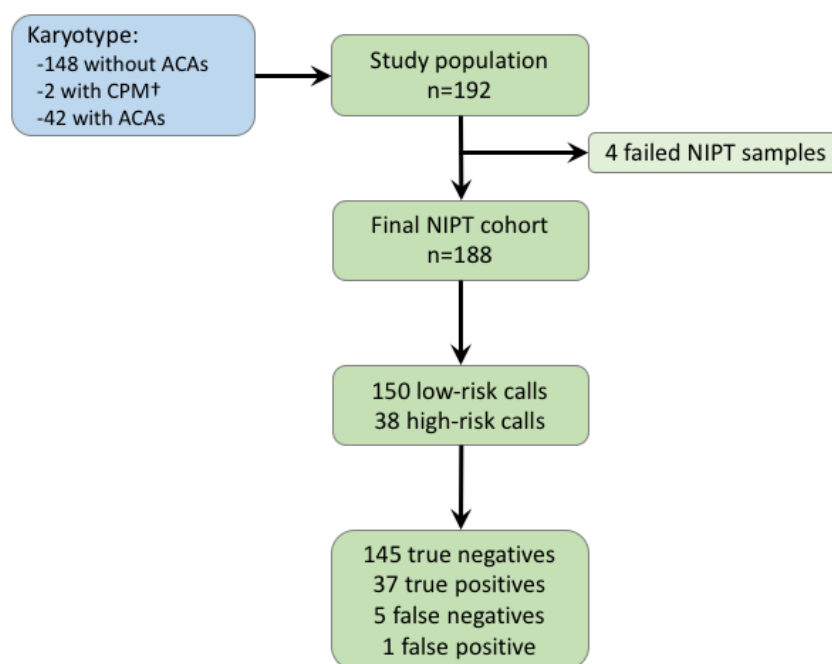 Karyotype:
-148 without ACAs
-2 with CPM†
-42 with ACAs
Study population
n=192
4 failed NIPT samples
Final NIPT cohort
n=188
150 low-risk calls
38 high-risk calls
145 true negatives
37 true positives
5 false negatives
1 false positive